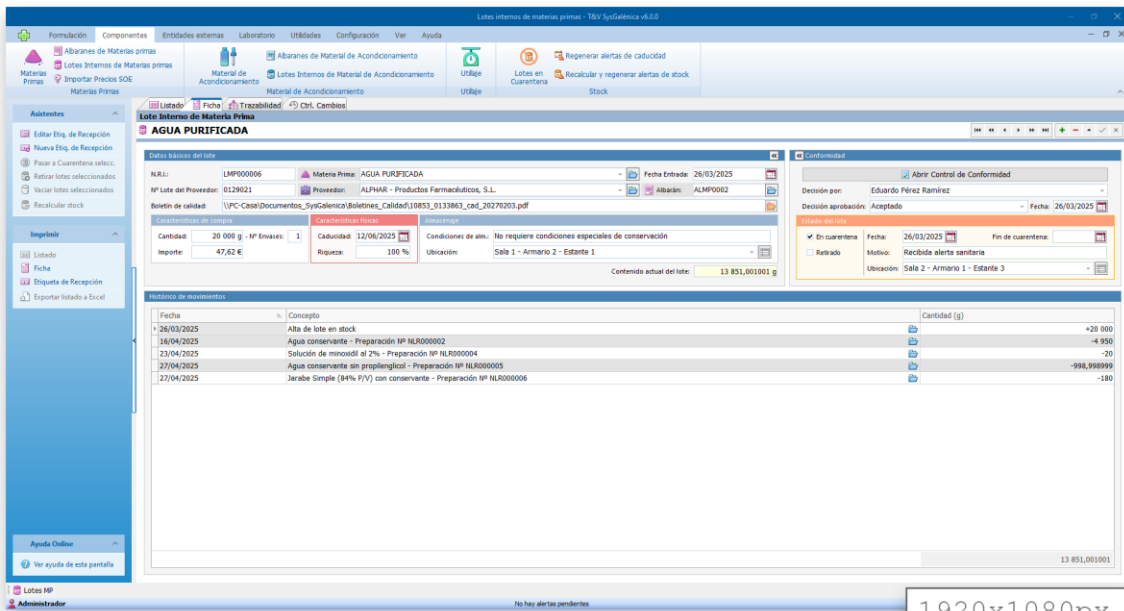 Lotes internos de materias primas - T&V SysGalénica v6.0.0
Formulación Componentes Entidades externas Laboratorio Utilidades Configuración Ver Ayuda
Materias Primas
Albaranes de Materias primas
Lotes Internos de Materias primas
Importar Precios SOE
Materias Primas
Material de Acondicionamiento
Albaranes de Material de Acondicionamiento
Lotes Internos de Material de Acondicionamiento
Material de Acondicionamiento
Utillaje
Utillaje
Lotes en Cuarentena
Regenerar alertas de caducidad
Recalcular y regenerar alertas de stock
Stock
Asistentes
Editar Etiq. de Recepción
Nueva Etiq. de Recepción
Pasar a Cuarentena selecc.
Retirar lotes seleccionados
Vaciar lotes seleccionados
Recalcular stock
Imprimir
Listado
Ficha
Etiqueta de Recepción
Exportar listado a Excel
Ayuda Online
Ver ayuda de esta pantalla
Listado Ficha Trazabilidad Ctrl. Cambios
Lote Interno de Materia Prima
AGUA PURIFICADA
Datos básicos del lote
N.R.I.: LMP000006 Materia Prima: AGUA PURIFICADA Fecha Entrada: 26/03/2025
Nº Lote del Proveedor: 0129021 Proveedor: ALPHAR - Productos Farmacéuticos, S.L. Albarán: ALMP0002
Boletín de calidad: \\PC-Casa\Documentos_SysGalenica\Boletines_Calidad\10853_0133863_cad_20270203.pdf
Características de compra
Cantidad: 20 000 g - Nº Envases: 1
Importe: 47,62 €
Características físicas
Caducidad: 12/06/2025
Riqueza: 100 %
Almacenaje
Condiciones de alm.: No requiere condiciones especiales de conservación
Ubicación: Sala 1 - Armario 2 - Estante 1
Contenido actual del lote: 13 851,001001 g
Conformidad
Abrir Control de Conformidad
Decisión por: Eduardo Pérez Ramírez
Decisión aprobación: Aceptado Fecha: 26/03/2025
Estado del lote
En cuarentena Fecha: 26/03/2025 Fin de cuarentena:
Retirado Motivo: Recibida alerta sanitaria
Ubicación: Sala 2 - Armario 1 - Estante 3
Histórico de movimientos
Fecha Concepto Cantidad (g)
26/03/2025 Alta de lote en stock +20 000
16/04/2025 Agua conservante - Preparación Nº NLR000002 -4 950
23/04/2025 Solución de minoxidil al 2% - Preparación Nº NLR000004 -20
27/04/2025 Agua conservante sin propilenglicol - Preparación Nº NLR000005 -998,998999
27/04/2025 Jarabe Simple (84% P/V) con conservante - Preparación Nº NLR000006 -180
13 851,001001
Lotes MP
Administrador No hay alertas pendientes
1920x1080px